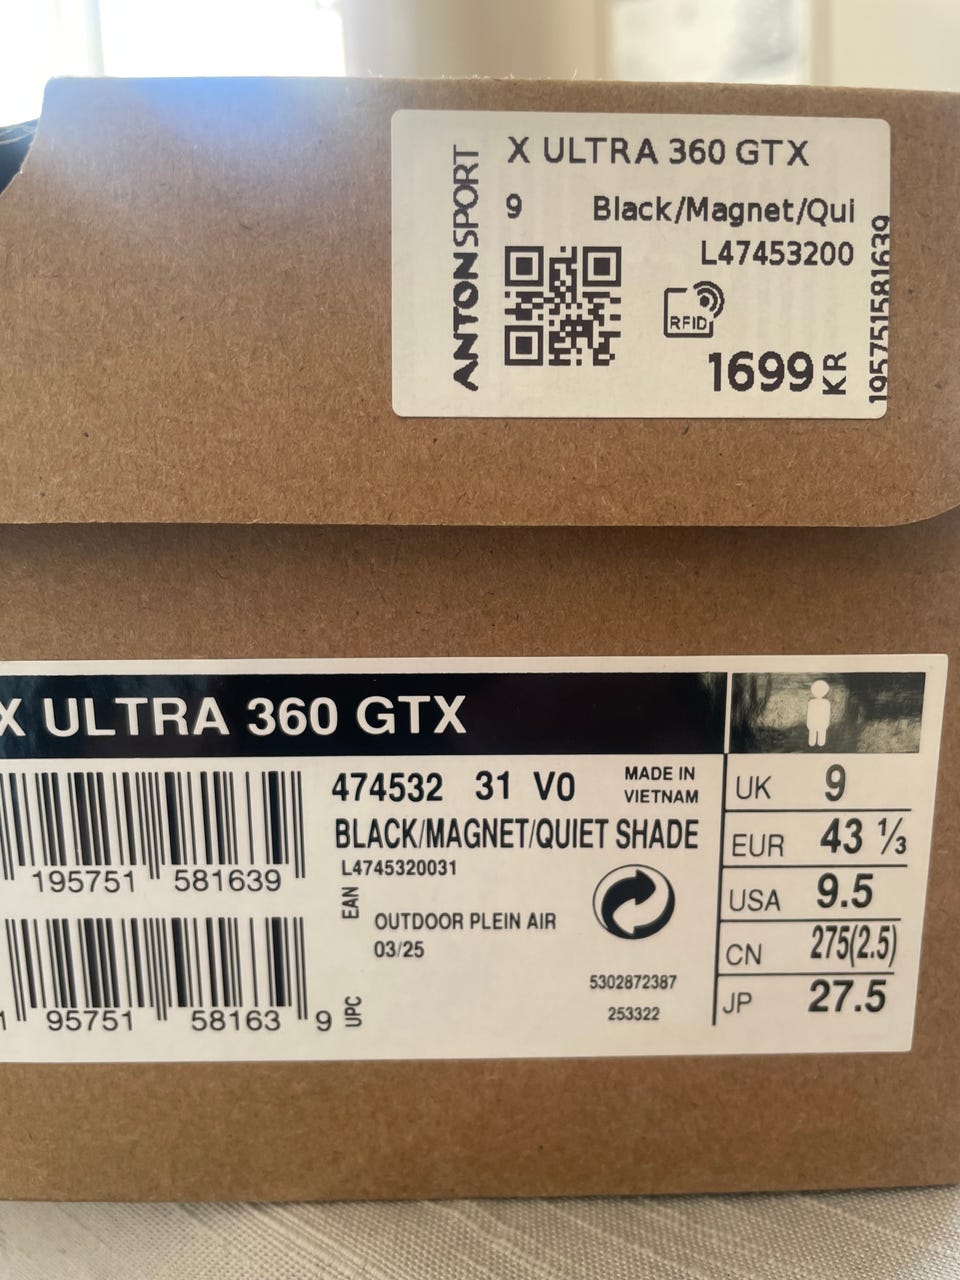 ANTON SPORT
X ULTRA 360 GTX
9 Black/Magnet/Qui
L47453200
RFID
1699 KR
195751581639
X ULTRA 360 GTX
474532 31 V0
MADE IN
VIETNAM
BLACK/MAGNET/QUIET SHADE
L4745320031
195751 581639
EAN
OUTDOOR PLEIN AIR
03/25
5302872387
253322
1 95751 58163 9
UPC
UK 9
EUR 43 ⅓
USA 9.5
CN 275(2.5)
JP 27.5